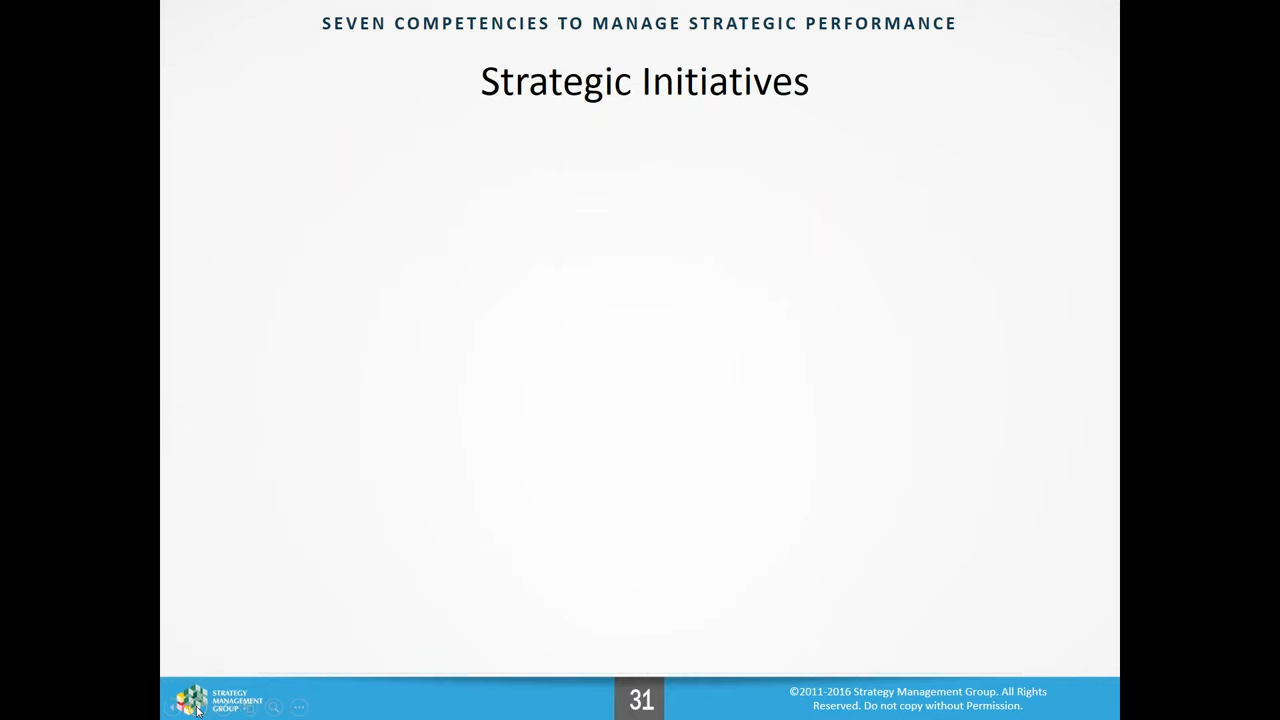 SEVEN COMPETENCIES TO MANAGE STRATEGIC PERFORMANCE
Strategic Initiatives
STRATEGY
MANAGEMENT
GROUP
31
©2011-2016 Strategy Management Group. All Rights
Reserved. Do not copy without Permission.